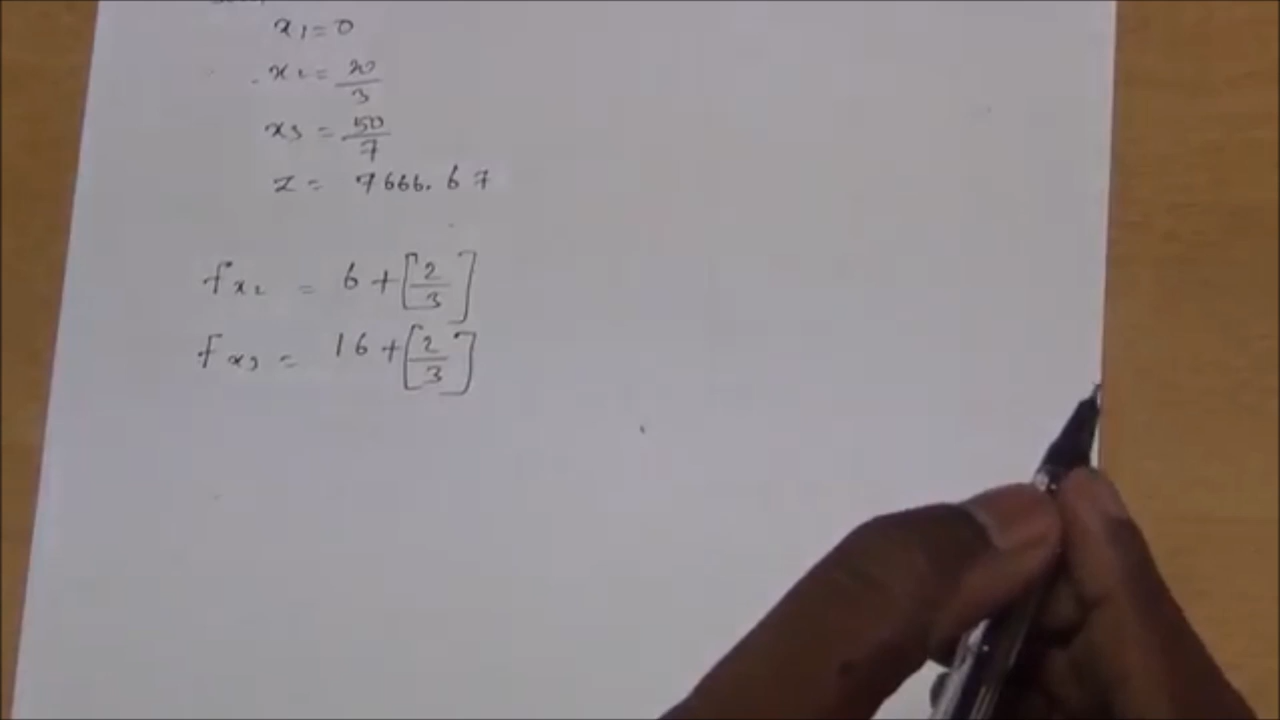 x1 = 0
x2 = 20/3
x3 = 50/7
Z = 7666.67
fx2 = 6 + [2/3]
fx3 = 16 + [2/3]